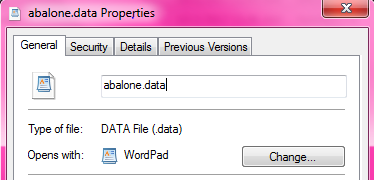 abalone.data Properties
General Security Details Previous Versions
abalone.data
Type of file: DATA File (.data)
Opens with: WordPad Change...